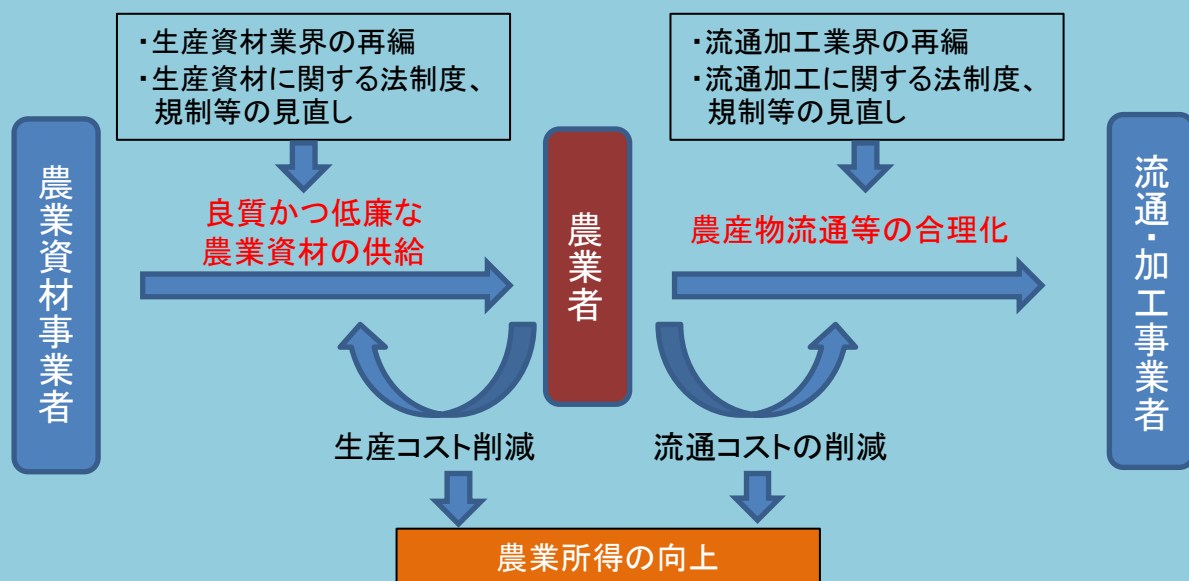 ・生産資材業界の再編
・生産資材に関する法制度、
規制等の見直し
・流通加工業界の再編
・流通加工に関する法制度、
規制等の見直し
農業資材事業者
良質かつ低廉な
農業資材の供給
農業者
農産物流通等の合理化
流通・加工事業者
生産コスト削減
流通コストの削減
農業所得の向上